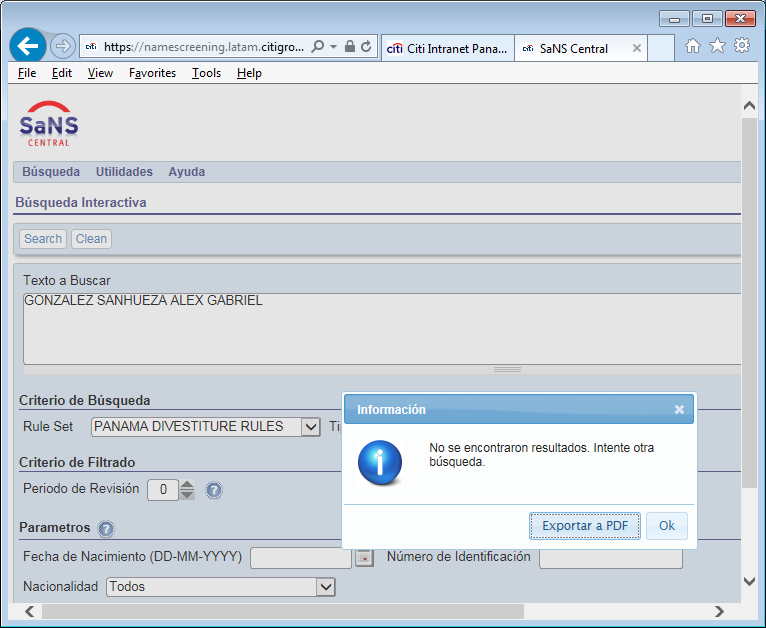 https://namescreening.latam.citigro...
citi Citi Intranet Pana...
citi SaNS Central
File Edit View Favorites Tools Help
SaNS
CENTRAL
Búsqueda Utilidades Ayuda
Búsqueda Interactiva
Search Clean
Texto a Buscar
GONZALEZ SANHUEZA ALEX GABRIEL
Criterio de Búsqueda
Rule Set PANAMA DIVESTITURE RULES
Criterio de Filtrado
Periodo de Revisión 0 ?
Parametros ?
Fecha de Nacimiento (DD-MM-YYYY) Número de Identificación
Nacionalidad Todos
Información
No se encontraron resultados. Intente otra
búsqueda.
Exportar a PDF Ok